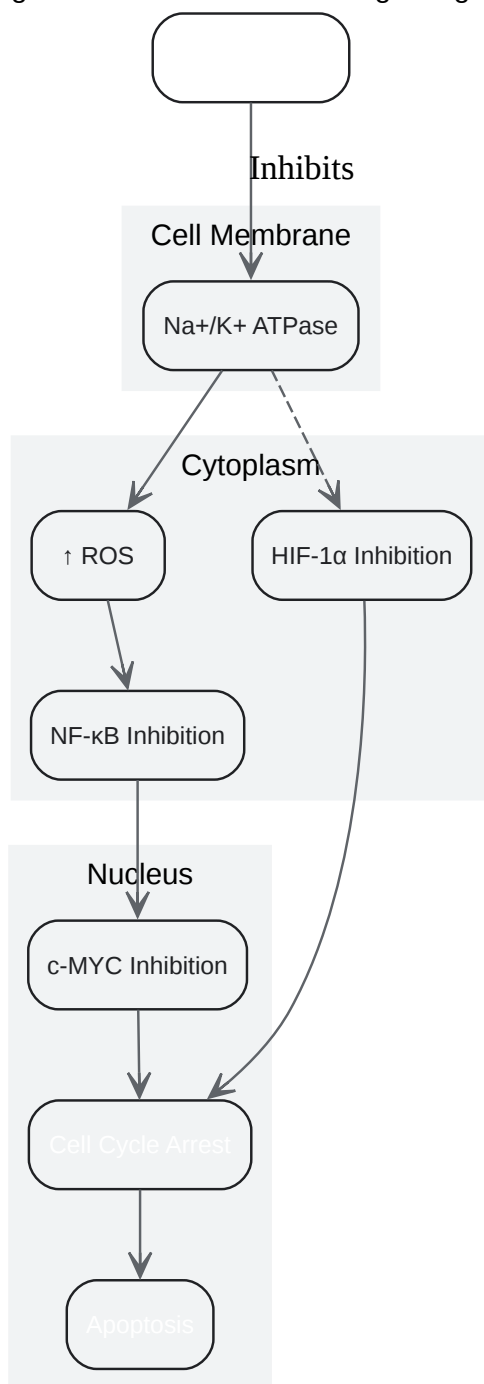 Inhibits
Cell Membrane
Na+/K+ ATPase
Cytoplasm
↑ ROS
HIF-1α Inhibition
NF-κB Inhibition
Nucleus
c-MYC Inhibition
Cell Cycle Arrest
Apoptosis